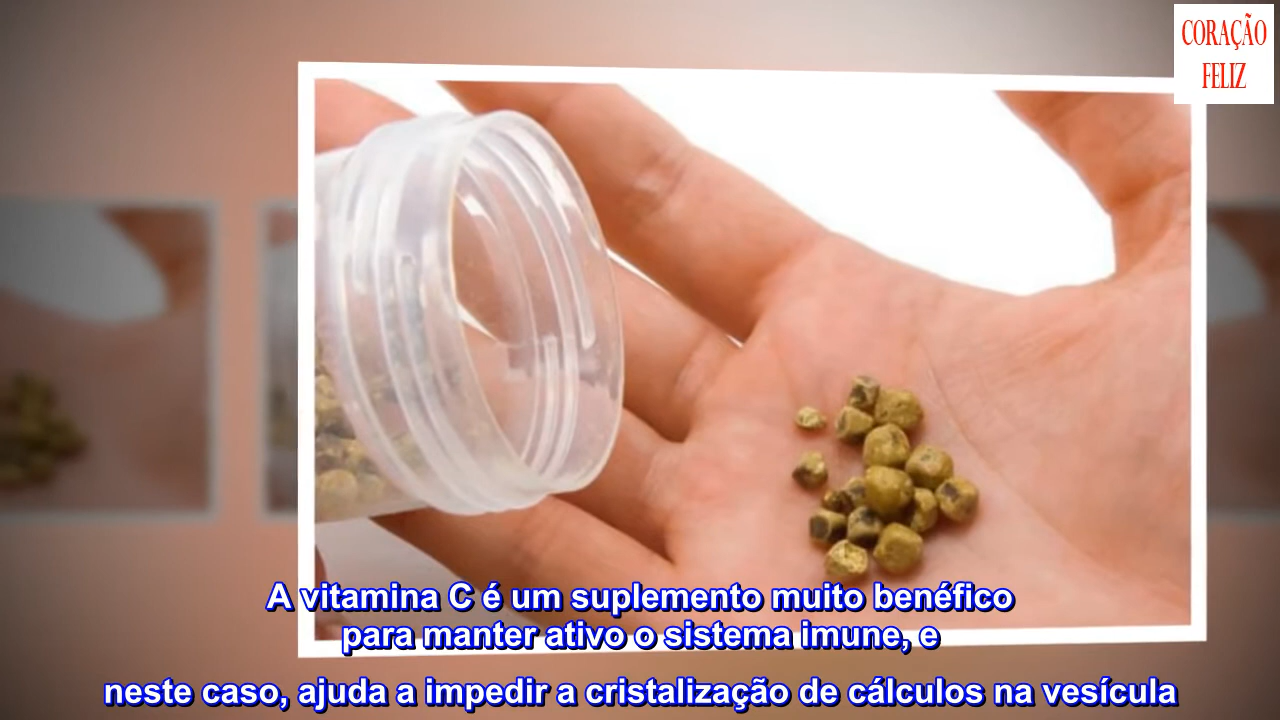 CORAÇÃO
FELIZ
A vitamina C é um suplemento muito benéfico
para manter ativo o sistema imune, e
neste caso, ajuda a impedir a cristalização de cálculos na vesícula